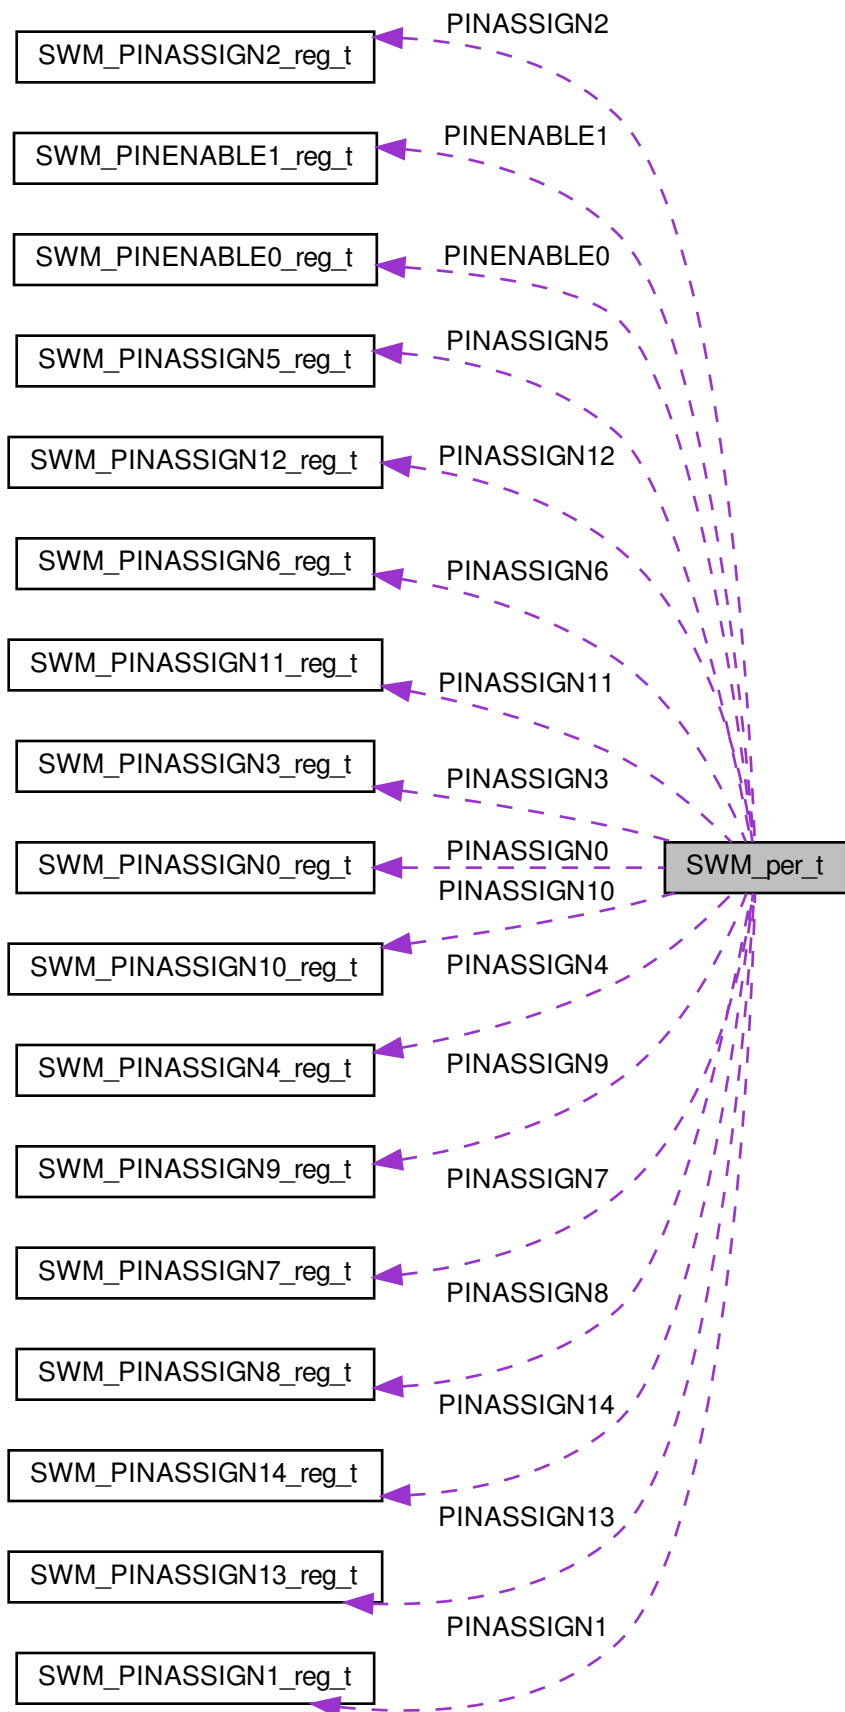 PINASSIGN2
SWM_PINASSIGN2_reg_t
PINENABLE1
SWM_PINENABLE1_reg_t
PINENABLE0
SWM_PINENABLE0_reg_t
PINASSIGN5
SWM_PINASSIGN5_reg_t
PINASSIGN12
SWM_PINASSIGN12_reg_t
PINASSIGN6
SWM_PINASSIGN6_reg_t
PINASSIGN11
SWM_PINASSIGN11_reg_t
PINASSIGN3
SWM_PINASSIGN3_reg_t
PINASSIGN0
SWM_PINASSIGN0_reg_t
SWM_per_t
PINASSIGN10
SWM_PINASSIGN10_reg_t
PINASSIGN4
SWM_PINASSIGN4_reg_t
PINASSIGN9
SWM_PINASSIGN9_reg_t
PINASSIGN7
SWM_PINASSIGN7_reg_t
PINASSIGN8
SWM_PINASSIGN8_reg_t
PINASSIGN14
SWM_PINASSIGN14_reg_t
PINASSIGN13
SWM_PINASSIGN13_reg_t
PINASSIGN1
SWM_PINASSIGN1_reg_t